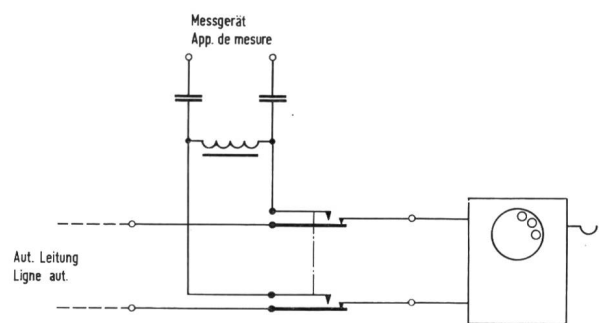 Messgerät
App. de mesure
Aut. Leitung
Ligne aut.